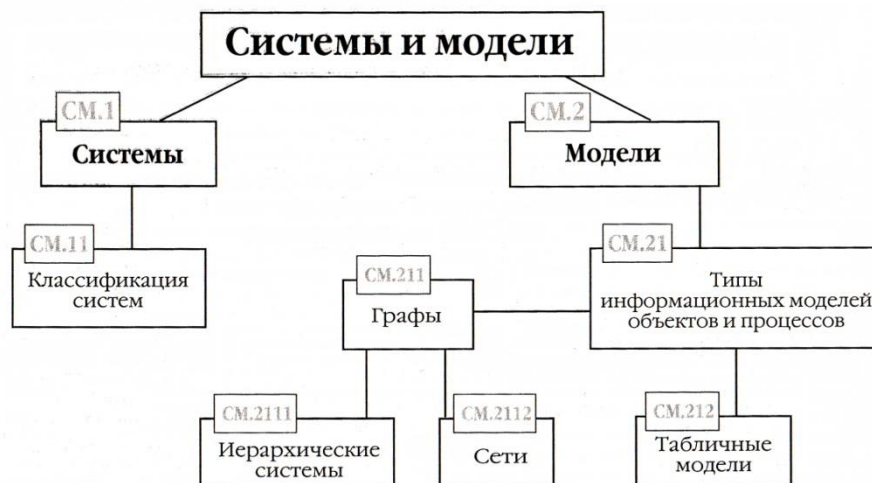 Системы и модели
СМ.1
Системы
СМ.2
Модели
СМ.11
Классификация
систем
СМ.21
Типы
информационных моделей
объектов и процессов
СМ.211
Графы
СМ.2111
Иерархические
системы
СМ.2112
Сети
СМ.212
Табличные
модели